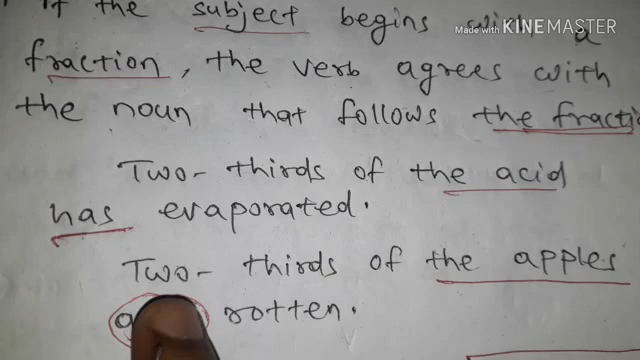 If the subject begins with a
Made with KINEMASTER
fraction, the verb agrees with
the noun that follows the fracti
Two-thirds of the acid
has evaporated.
Two-thirds of the apples
rotten.